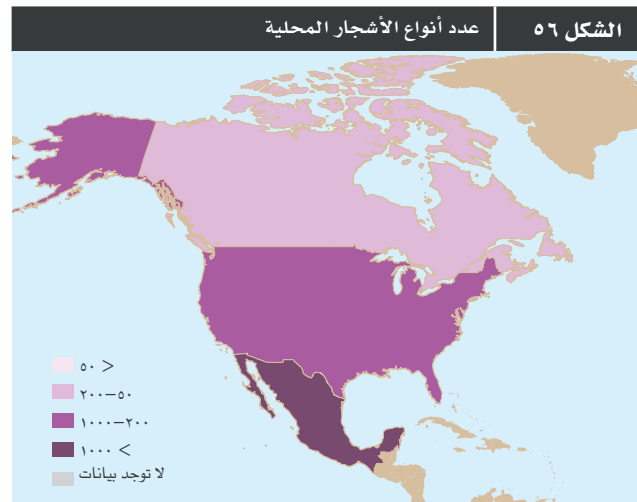 الشكل ٥٦
عدد أنواع الأشجار المحلية
٥٠ >
٥٠–٢٠٠
٢٠٠–١٠٠٠
١٠٠٠ <
لا توجد بيانات